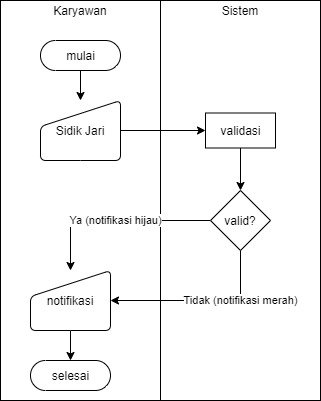 Karyawan
Sistem
mulai
Sidik Jari
validasi
valid?
Ya (notifikasi hijau)
notifikasi
Tidak (notifikasi merah)
selesai